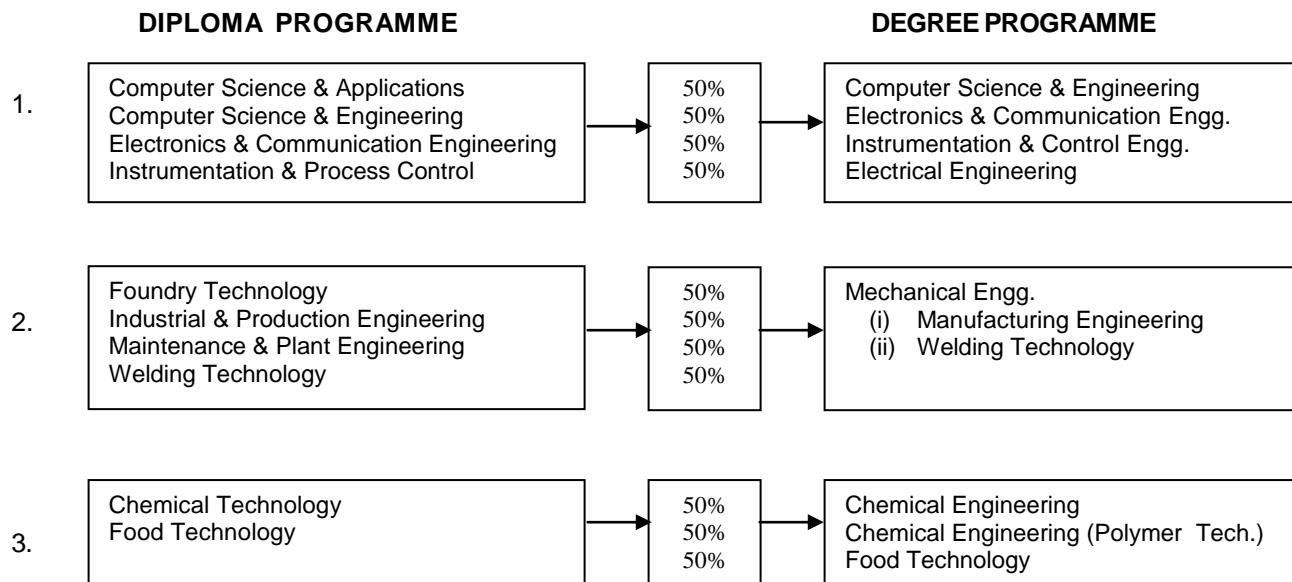 DIPLOMA PROGRAMME DEGREE PROGRAMME
1.
Computer Science & Applications
Computer Science & Engineering
Electronics & Communication Engineering
Instrumentation & Process Control
50%
50%
50%
50%
Computer Science & Engineering
Electronics & Communication Engg.
Instrumentation & Control Engg.
Electrical Engineering
2.
Foundry Technology
Industrial & Production Engineering
Maintenance & Plant Engineering
Welding Technology
50%
50%
50%
50%
Mechanical Engg.
(i) Manufacturing Engineering
(ii) Welding Technology
3.
Chemical Technology
Food Technology
50%
50%
50%
Chemical Engineering
Chemical Engineering (Polymer Tech.)
Food Technology